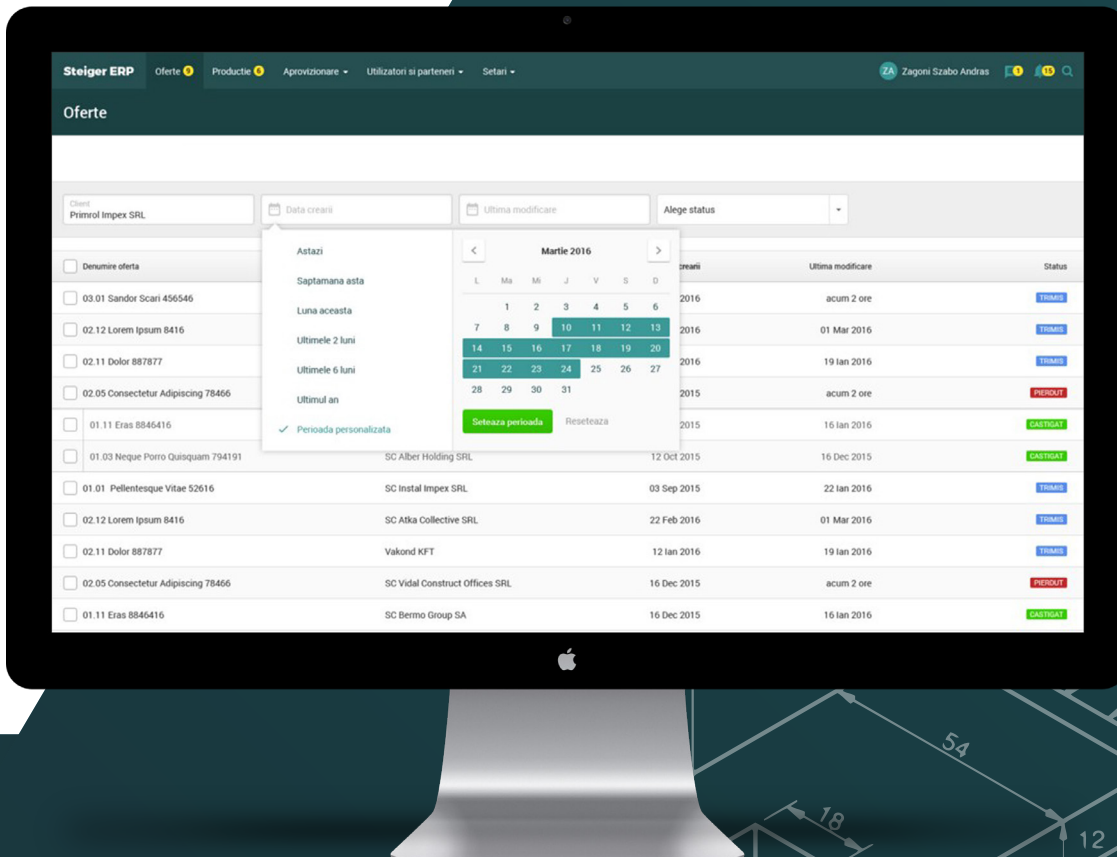 Steiger ERP Oferte 9 Productie 6 Aprovizionare Utilizatori si parteneri Setari ZA Zagoni Szabo Andras 1 15
Oferte
Client
Primrol Impex SRL Data crearii Ultima modificare Alege status
Astazi
Saptamana asta
Luna aceasta
Ultimele 2 luni
Ultimele 6 luni
Ultimul an
Perioada personalizata
Martie 2016
L Ma Mi J V S D
1 2 3 4 5 6
7 8 9 10 11 12 13
14 15 16 17 18 19 20
21 22 23 24 25 26 27
28 29 30 31
Seteaza perioada Reseteaza
Denumire oferta crearii Ultima modificare Status
03.01 Sandor Scari 456546 2016 acum 2 ore TRIMIS
02.12 Lorem Ipsum 8416 2016 01 Mar 2016 TRIMIS
02.11 Dolor 887877 2016 19 Ian 2016 TRIMIS
02.05 Consectetur Adipiscing 78466 2015 acum 2 ore PIERDUT
01.11 Eras 8846416 2015 16 Ian 2016 CASTIGAT
01.03 Neque Porro Quisquam 794191 SC Alber Holding SRL 12 Oct 2015 16 Dec 2015 CASTIGAT
01.01 Pellentesque Vitae 52616 SC Instal Impex SRL 03 Sep 2015 22 Ian 2016 TRIMIS
02.12 Lorem Ipsum 8416 SC Atka Collective SRL 22 Feb 2016 01 Mar 2016 TRIMIS
02.11 Dolor 887877 Vakond KFT 12 Ian 2016 19 Ian 2016 TRIMIS
02.05 Consectetur Adipiscing 78466 SC Vidal Construct Offices SRL 16 Dec 2015 acum 2 ore PIERDUT
01.11 Eras 8846416 SC Bermo Group SA 16 Dec 2015 16 Ian 2016 CASTIGAT
54
18
12